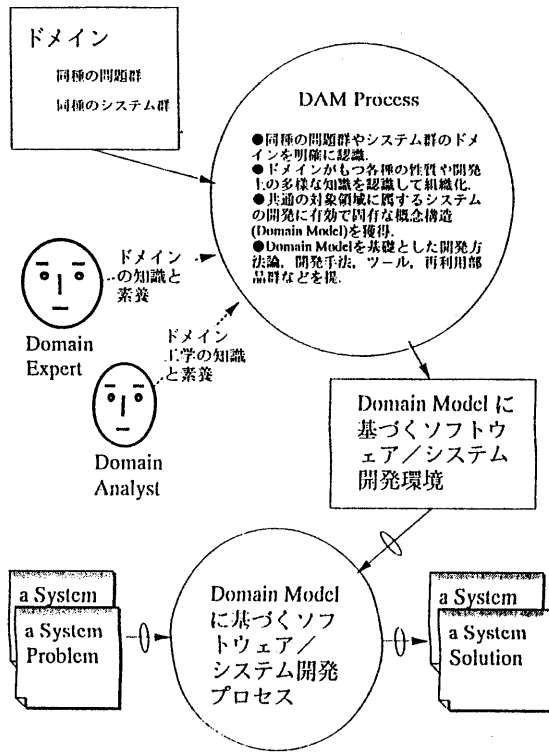 ドメイン
同種の問題群
同種のシステム群
DAM Process
●同種の問題群やシステム群のドメ
インを明確に認識.
●ドメインがもつ各種の性質や開発
上の多様な知識を認識して組織化.
●共通の対象領域に属するシステム
の開発に有効で固有な概念構造
(Domain Model)を獲得.
●Domain Modelを基礎とした開発方
法論, 開発手法, ツール, 再利用部
品群などを提.
ドメイン
の知識と
素養
Domain
Expert
ドメイン
工学の知識
と素養
Domain
Analyst
Domain Model に
基づくソフトウ
ェア／システム
開発環境
a System
a System
Problem
Domain Model
に基づくソフ
トウェア／
システム開発
プロセス
a System
a System
Solution